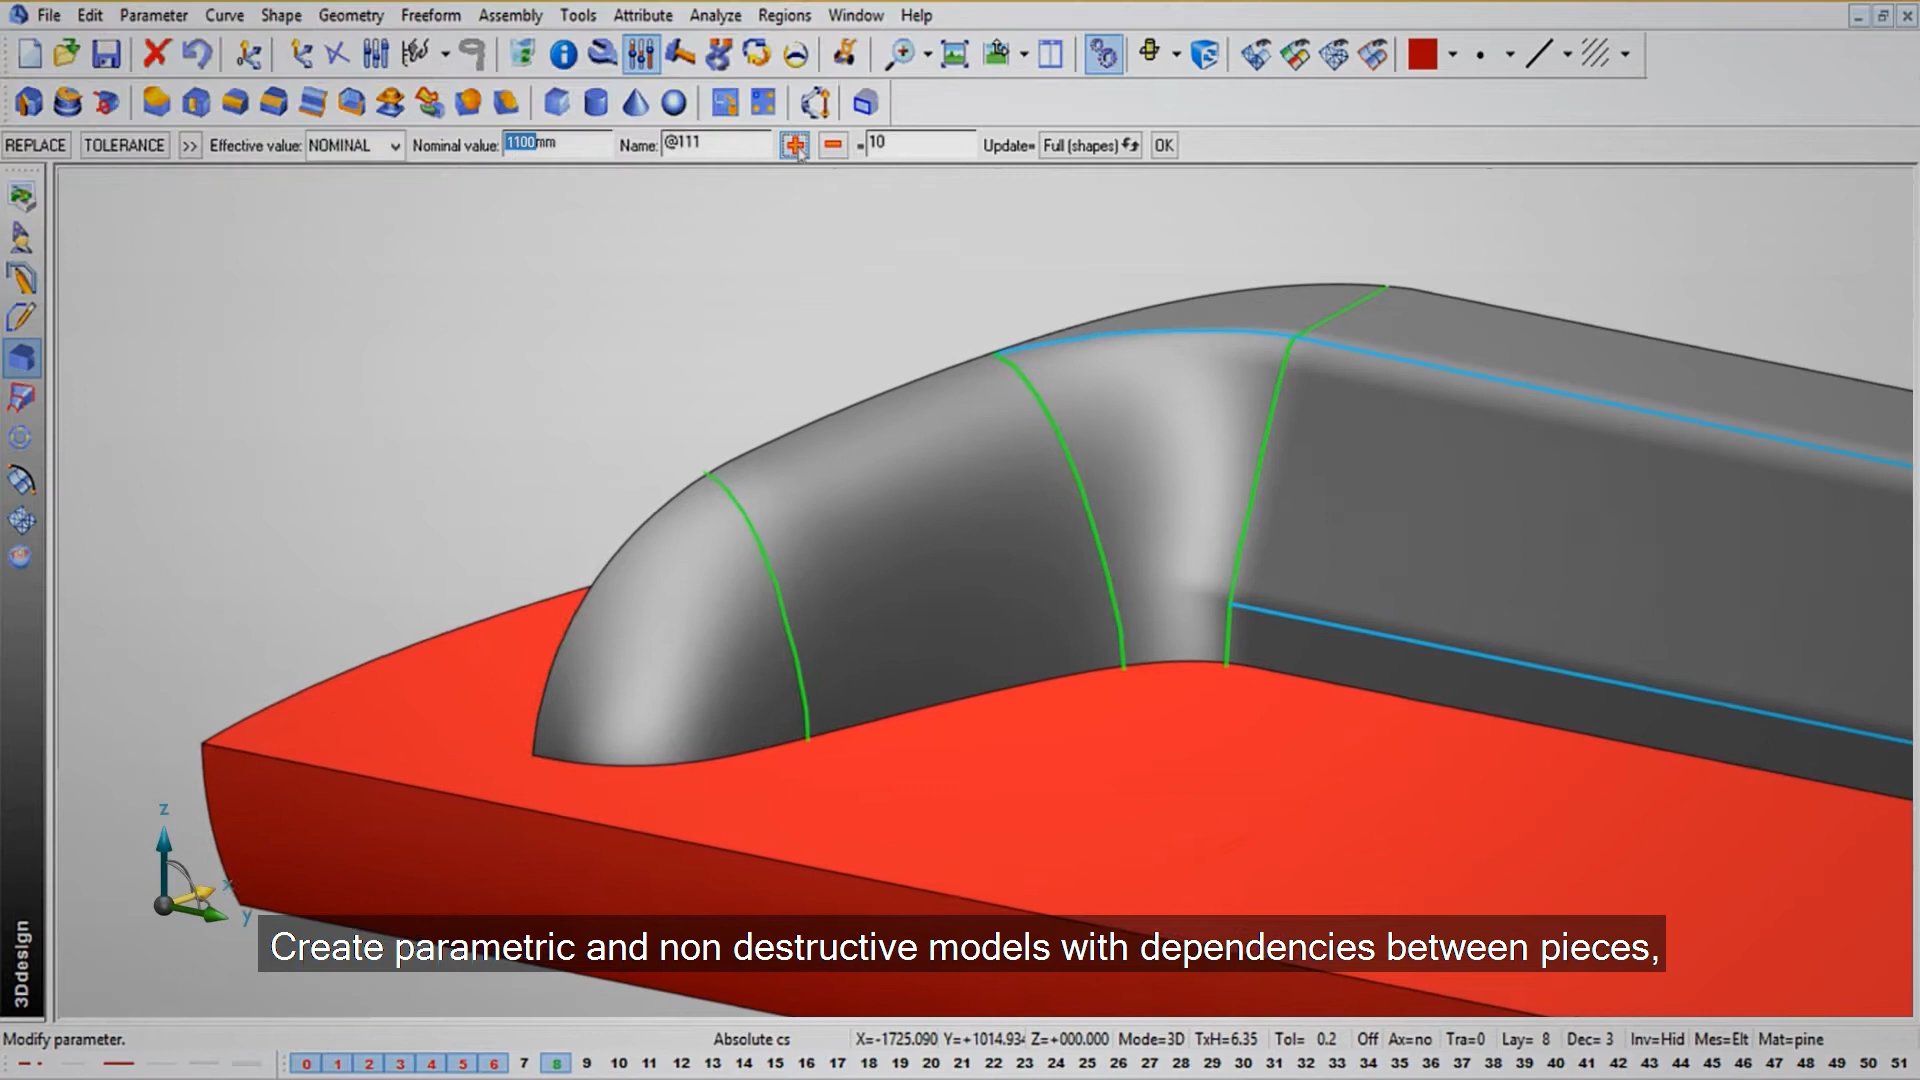 File Edit Parameter Curve Shape Geometry Freeform Assembly Tools Attribute Analyze Regions Window Help
REPLACE TOLERANCE >> Effective value: NOMINAL Nominal value: 1100mm Name: @111 = 10 Update= Full (shapes) OK
z
x
y
3Ddesign
Create parametric and non destructive models with dependencies between pieces,
Modify parameter. Absolute cs X=-1725.090 Y=+1014.934 Z=+000.000 Mode=3D TxH=6.35 Tol= 0.2 Off Ax=no Tra=0 Lay= 8 Dec= 3 Inv=Hid Mes=Elt Mat=pine
0 1 2 3 4 5 6 7 8 9 10 11 12 13 14 15 16 17 18 19 20 21 22 23 24 25 26 27 28 29 30 31 32 33 34 35 36 37 38 39 40 41 42 43 44 45 46 47 48 49 50 51